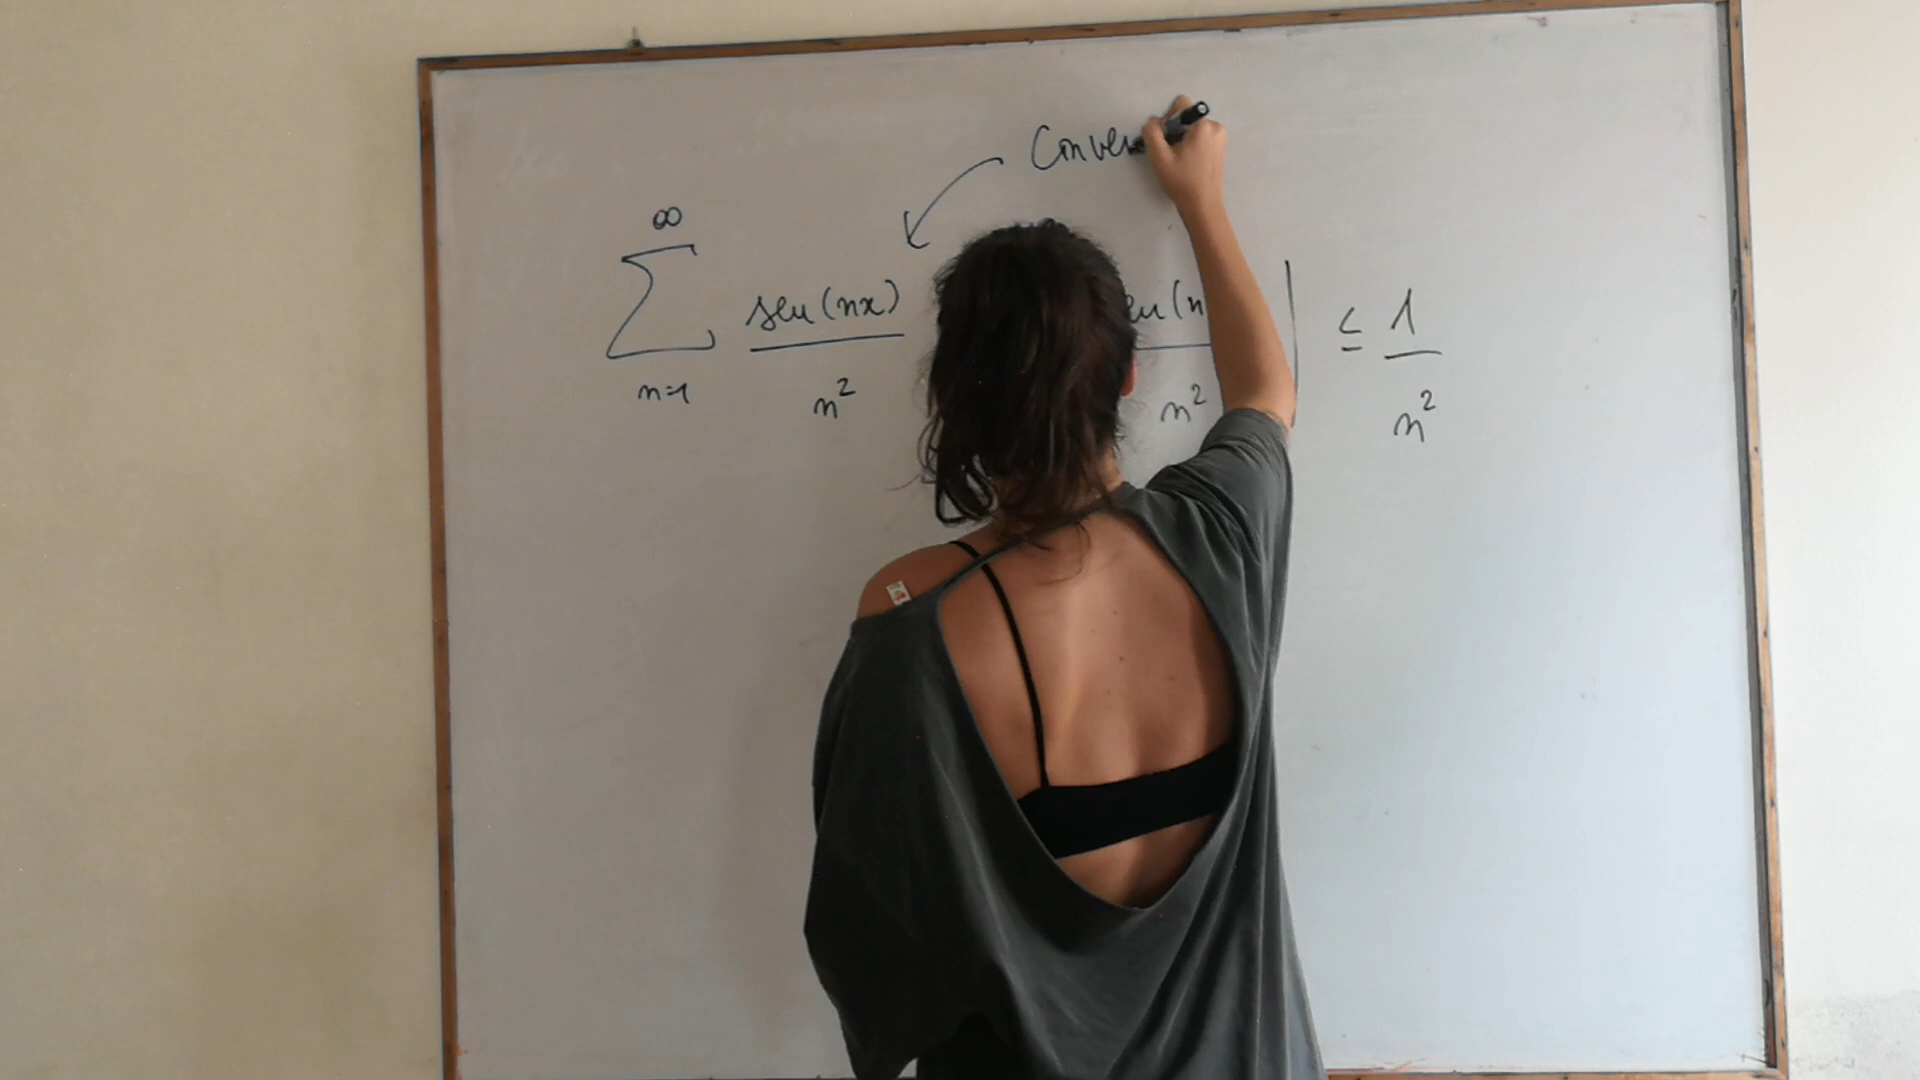 Conve
∞
∑ sen(nx) en(n | ≤ 1
n=1 n² n² n²